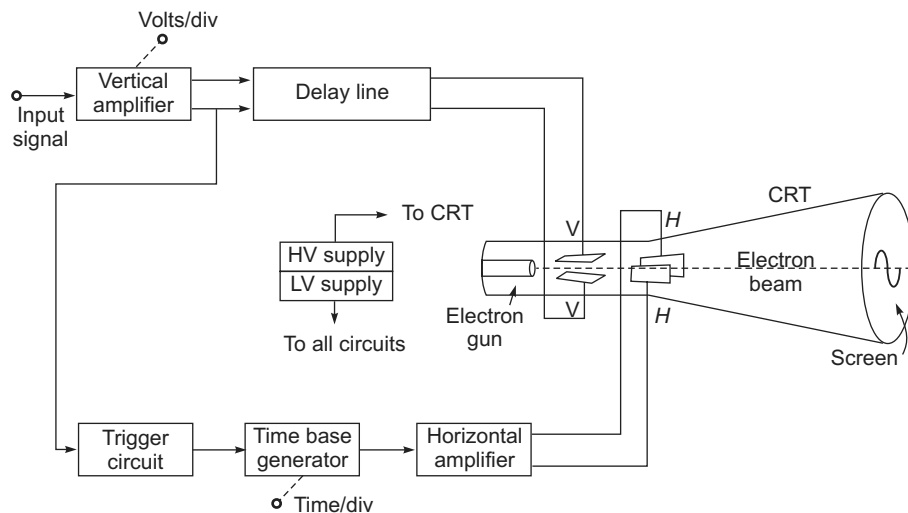 Volts/div
Vertical
amplifier
Delay line
Input
signal
To CRT
HV supply
LV supply
To all circuits
V
H
CRT
Electron
beam
Electron
gun
V
H
Screen
Trigger
circuit
Time base
generator
Horizontal
amplifier
Time/div